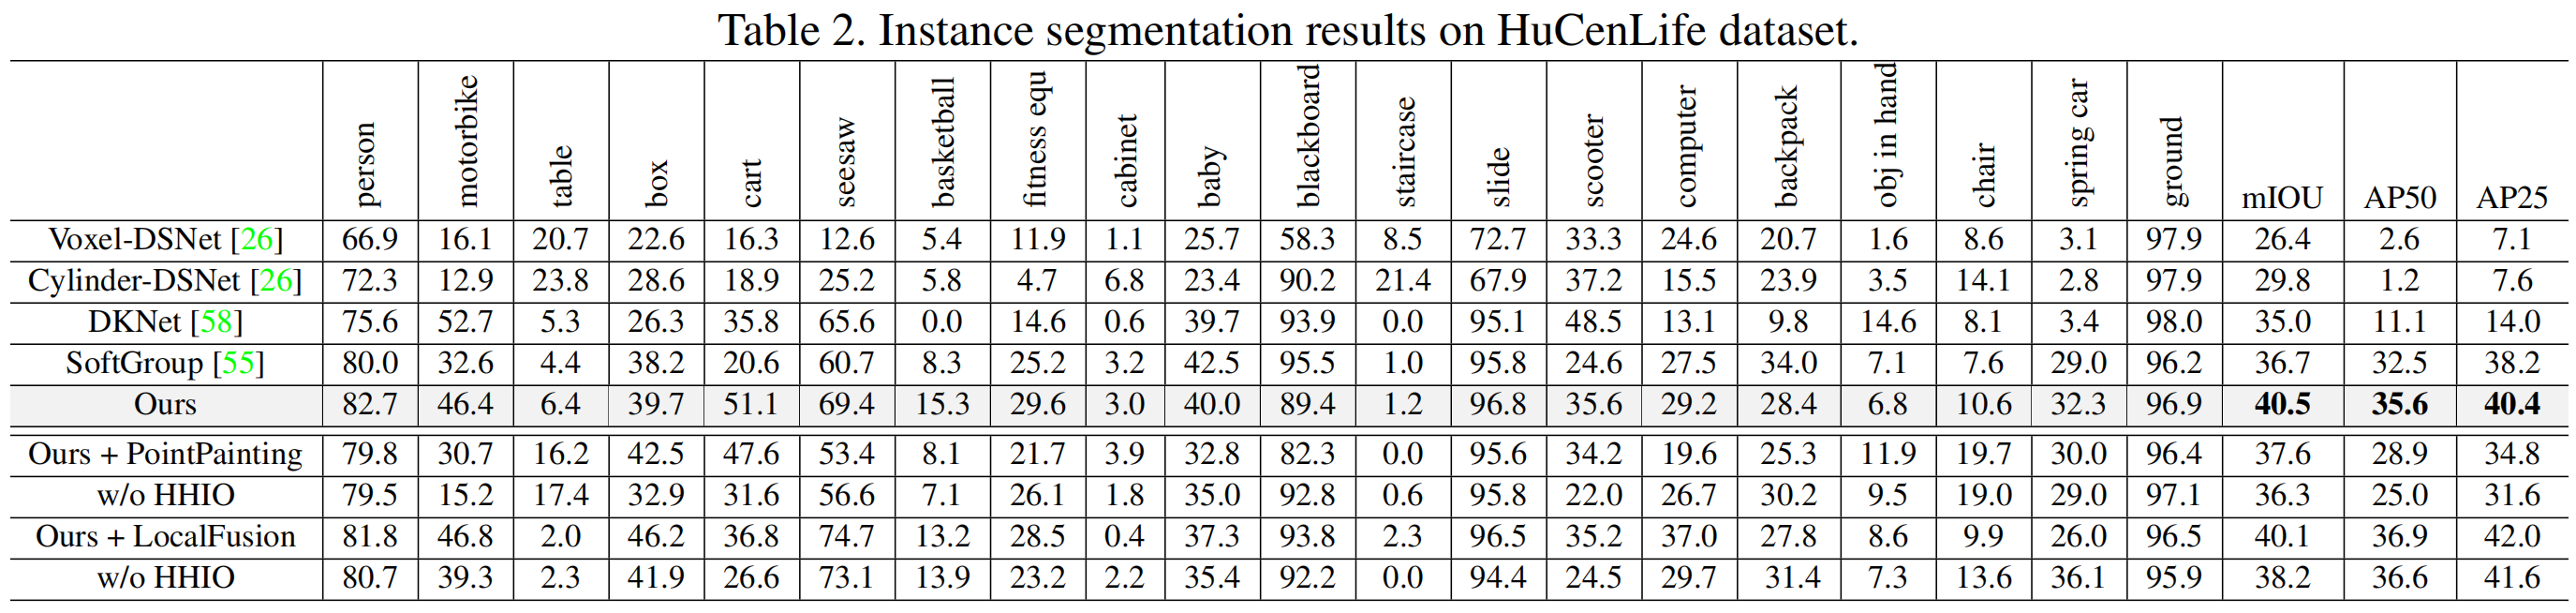 Table 2. Instance segmentation results on HuCenLife dataset.
person motorbike table box cart seesaw basketball fitness equ cabinet baby blackboard staircase slide scooter computer backpack obj in hand chair spring car ground mIOU AP50 AP25
Voxel-DSNet [26] 66.9 16.1 20.7 22.6 16.3 12.6 5.4 11.9 1.1 25.7 58.3 8.5 72.7 33.3 24.6 20.7 1.6 8.6 3.1 97.9 26.4 2.6 7.1
Cylinder-DSNet [26] 72.3 12.9 23.8 28.6 18.9 25.2 5.8 4.7 6.8 23.4 90.2 21.4 67.9 37.2 15.5 23.9 3.5 14.1 2.8 97.9 29.8 1.2 7.6
DKNet [58] 75.6 52.7 5.3 26.3 35.8 65.6 0.0 14.6 0.6 39.7 93.9 0.0 95.1 48.5 13.1 9.8 14.6 8.1 3.4 98.0 35.0 11.1 14.0
SoftGroup [55] 80.0 32.6 4.4 38.2 20.6 60.7 8.3 25.2 3.2 42.5 95.5 1.0 95.8 24.6 27.5 34.0 7.1 7.6 29.0 96.2 36.7 32.5 38.2
Ours 82.7 46.4 6.4 39.7 51.1 69.4 15.3 29.6 3.0 40.0 89.4 1.2 96.8 35.6 29.2 28.4 6.8 10.6 32.3 96.9 40.5 35.6 40.4
Ours + PointPainting 79.8 30.7 16.2 42.5 47.6 53.4 8.1 21.7 3.9 32.8 82.3 0.0 95.6 34.2 19.6 25.3 11.9 19.7 30.0 96.4 37.6 28.9 34.8
w/o HHIO 79.5 15.2 17.4 32.9 31.6 56.6 7.1 26.1 1.8 35.0 92.8 0.6 95.8 22.0 26.7 30.2 9.5 19.0 29.0 97.1 36.3 25.0 31.6
Ours + LocalFusion 81.8 46.8 2.0 46.2 36.8 74.7 13.2 28.5 0.4 37.3 93.8 2.3 96.5 35.2 37.0 27.8 8.6 9.9 26.0 96.5 40.1 36.9 42.0
w/o HHIO 80.7 39.3 2.3 41.9 26.6 73.1 13.9 23.2 2.2 35.4 92.2 0.0 94.4 24.5 29.7 31.4 7.3 13.6 36.1 95.9 38.2 36.6 41.6